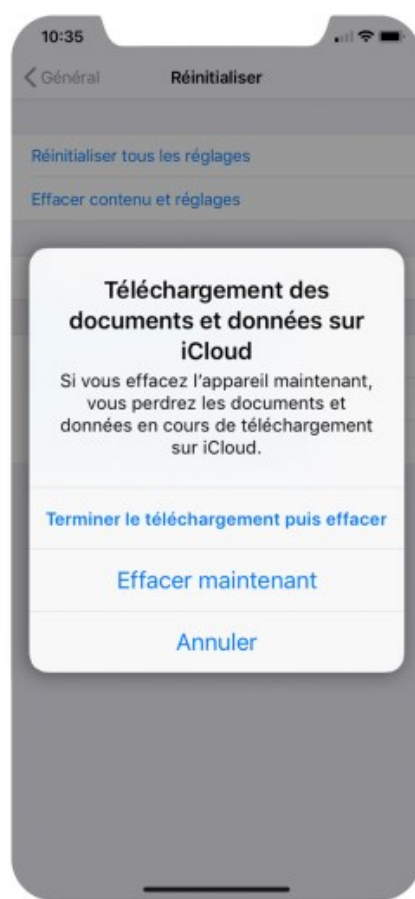 10:35
Général
Réinitialiser
Réinitialiser tous les réglages
Effacer contenu et réglages
Téléchargement des
documents et données sur
iCloud
Si vous effacez l'appareil maintenant,
vous perdrez les documents et
données en cours de téléchargement
sur iCloud.
Terminer le téléchargement puis effacer
Effacer maintenant
Annuler